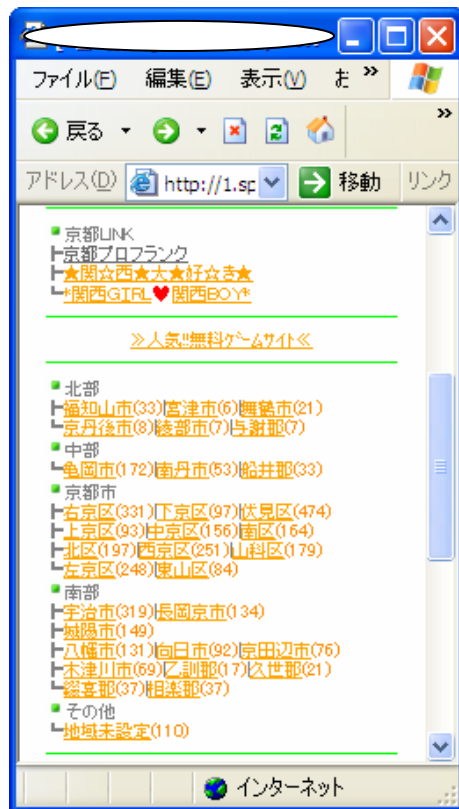 ファイル(F) 編集(E) 表示(V) お »
戻る »
アドレス(D) http://1.sp 移動 リンク
京都LINK
┣京都プロフランク
┣★関☆西★大★好☆き★
┗*関西GIRL♥関西BOY*
≫人気!!無料ゲームサイト≪
北部
┣福知山市(33)|宮津市(6)|舞鶴市(21)
┗京丹後市(8)|綾部市(7)|与謝郡(7)
中部
┗亀岡市(172)|南丹市(53)|船井郡(33)
京都市
┣右京区(331)|下京区(97)|伏見区(474)
┣上京区(93)|中京区(156)|南区(164)
┣北区(197)|西京区(251)|山科区(179)
┗左京区(248)|東山区(84)
南部
┣宇治市(319)|長岡京市(134)
┣城陽市(149)
┣八幡市(131)|向日市(92)|京田辺市(76)
┣木津川市(69)|乙訓郡(17)|久世郡(21)
┗綴喜郡(37)|相楽郡(37)
その他
┗地域未設定(110)
インターネット